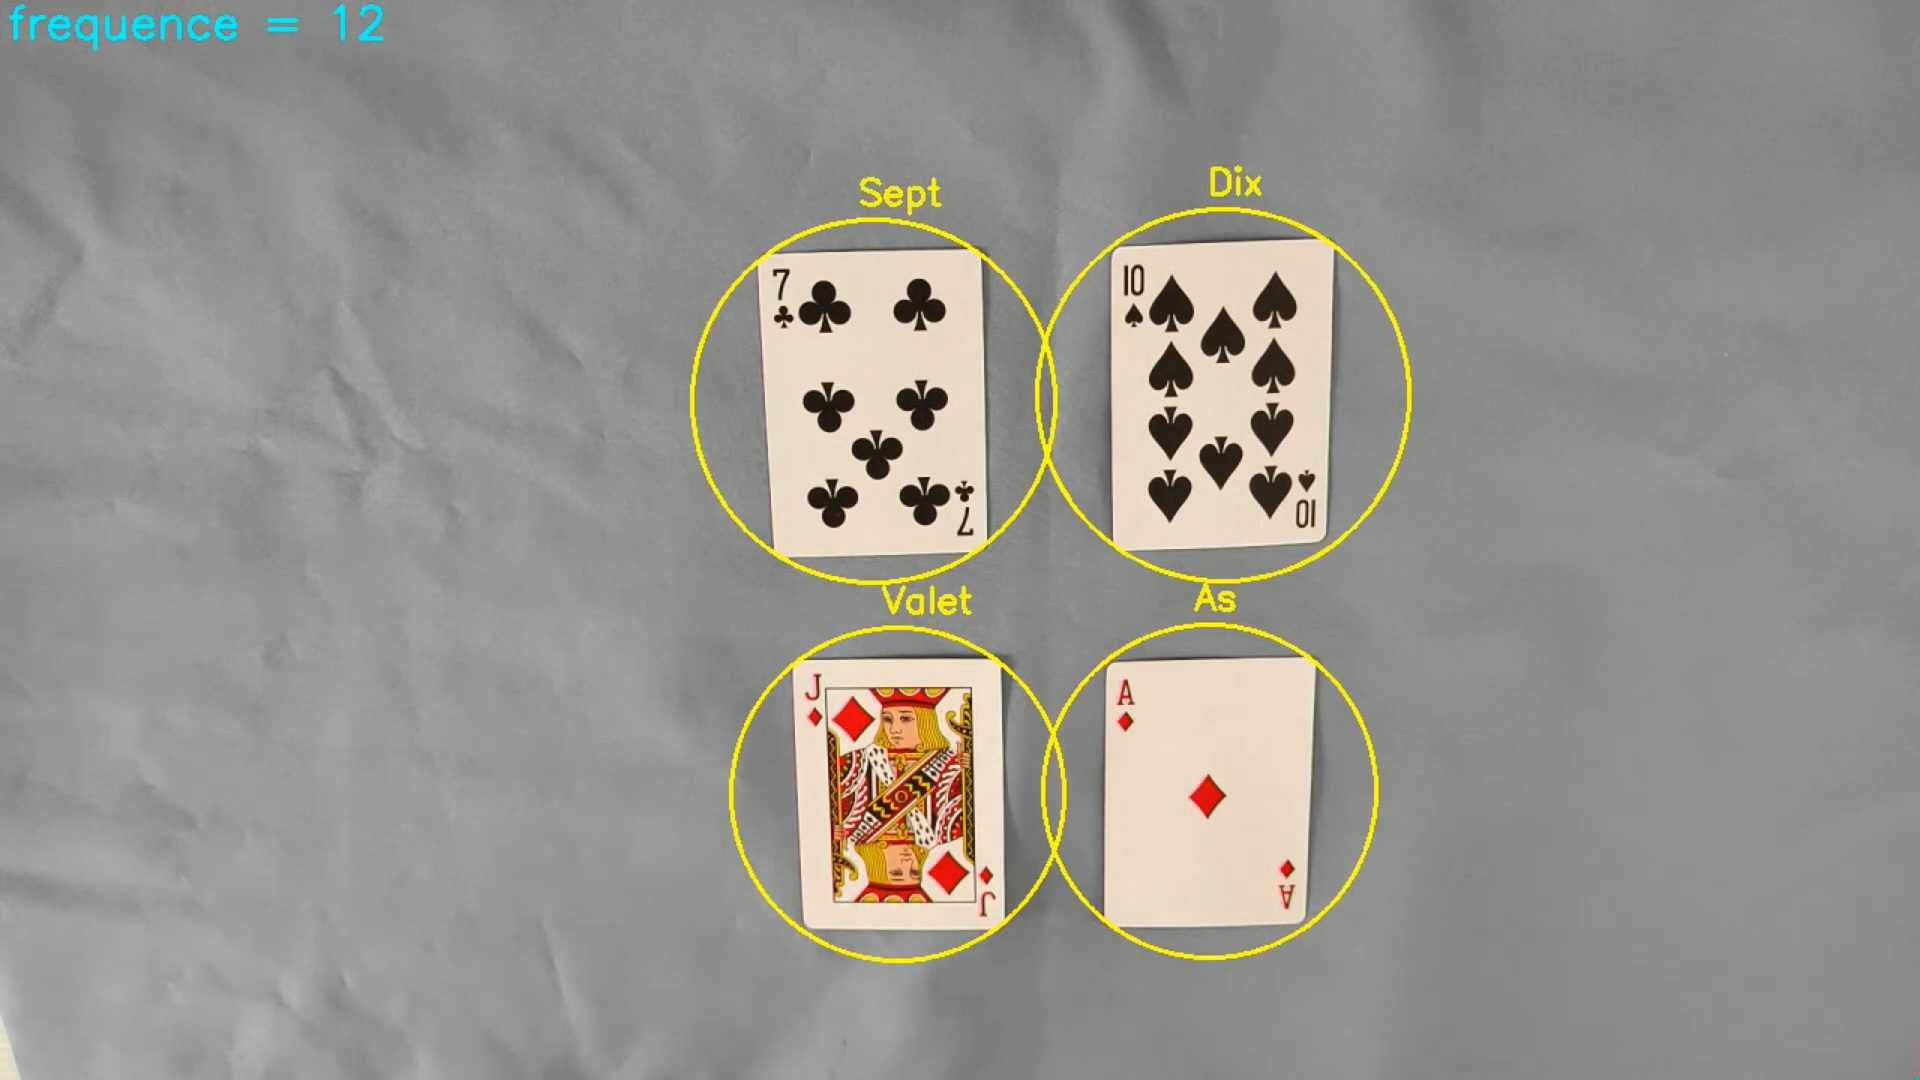 frequence = 12
Sept
Dix
7
10
7
10
Valet
As
J
A
J
A